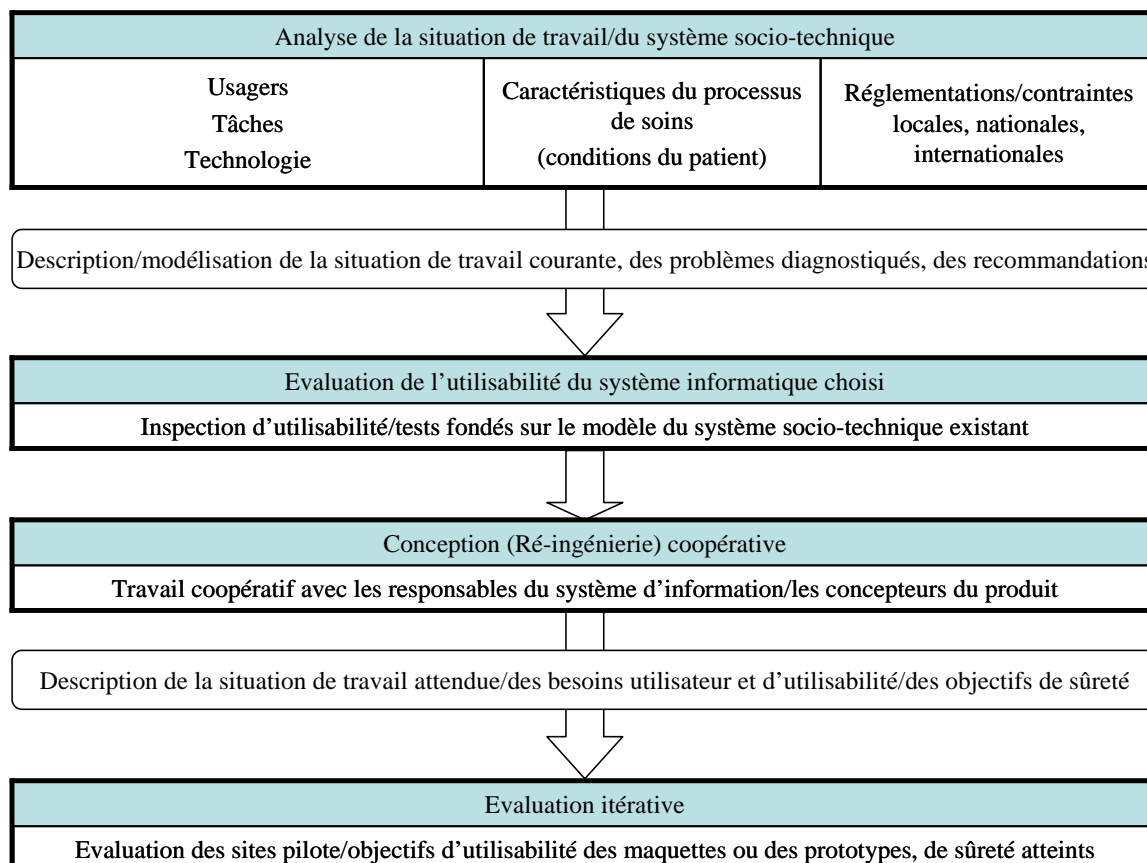 Analyse de la situation de travail/du système socio-technique
Usagers
Tâches
Technologie
Caractéristiques du processus
de soins
(conditions du patient)
Réglementations/contraintes
locales, nationales,
internationales
Description/modélisation de la situation de travail courante, des problèmes diagnostiqués, des recommandations
Evaluation de l’utilisabilité du système informatique choisi
Inspection d’utilisabilité/tests fondés sur le modèle du système socio-technique existant
Conception (Ré-ingénierie) coopérative
Travail coopératif avec les responsables du système d’information/les concepteurs du produit
Description de la situation de travail attendue/des besoins utilisateur et d’utilisabilité/des objectifs de sûreté
Evaluation itérative
Evaluation des sites pilote/objectifs d’utilisabilité des maquettes ou des prototypes, de sûreté atteints